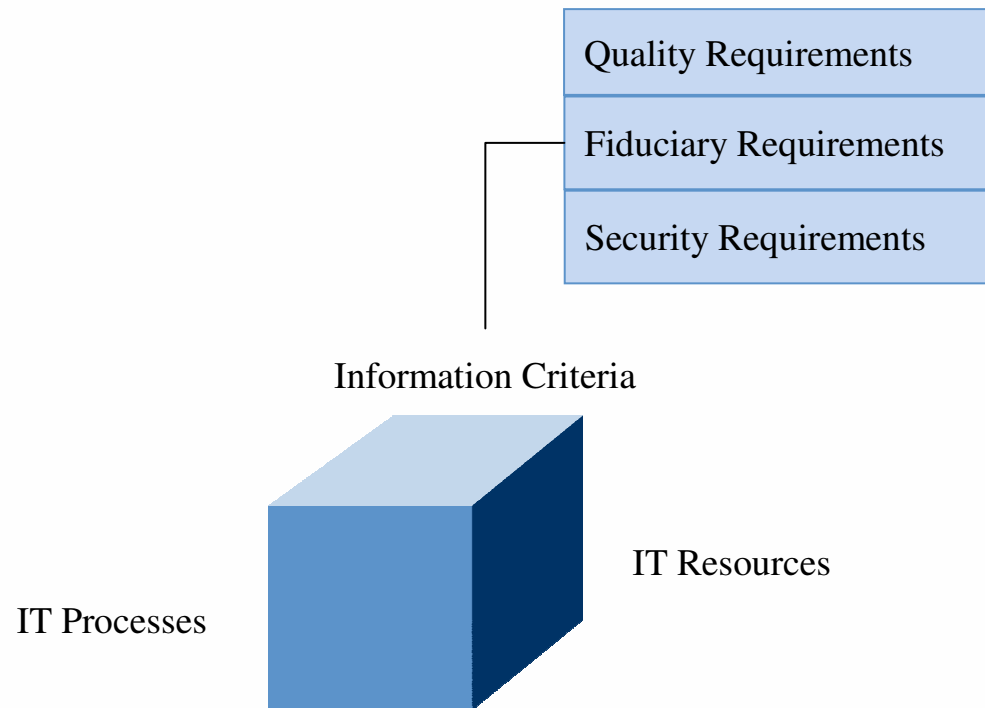 Quality Requirements
Fiduciary Requirements
Security Requirements
Information Criteria
IT Resources
IT Processes